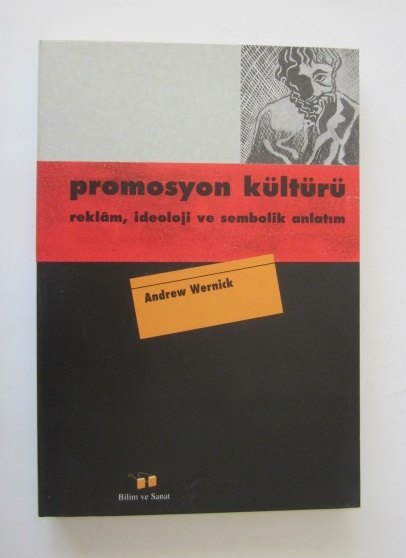 promosyon kültürü
reklâm, ideoloji ve sembolik anlatım
Andrew Wernick
Bilim ve Sanat